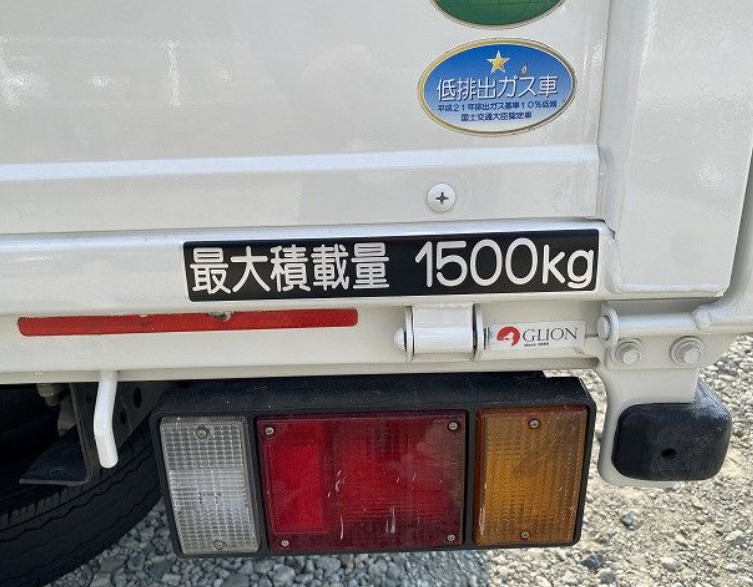 低排出ガス車
平成21年排出ガス基準10%低減
国土交通大臣認定車
最大積載量 1500kg
GLION